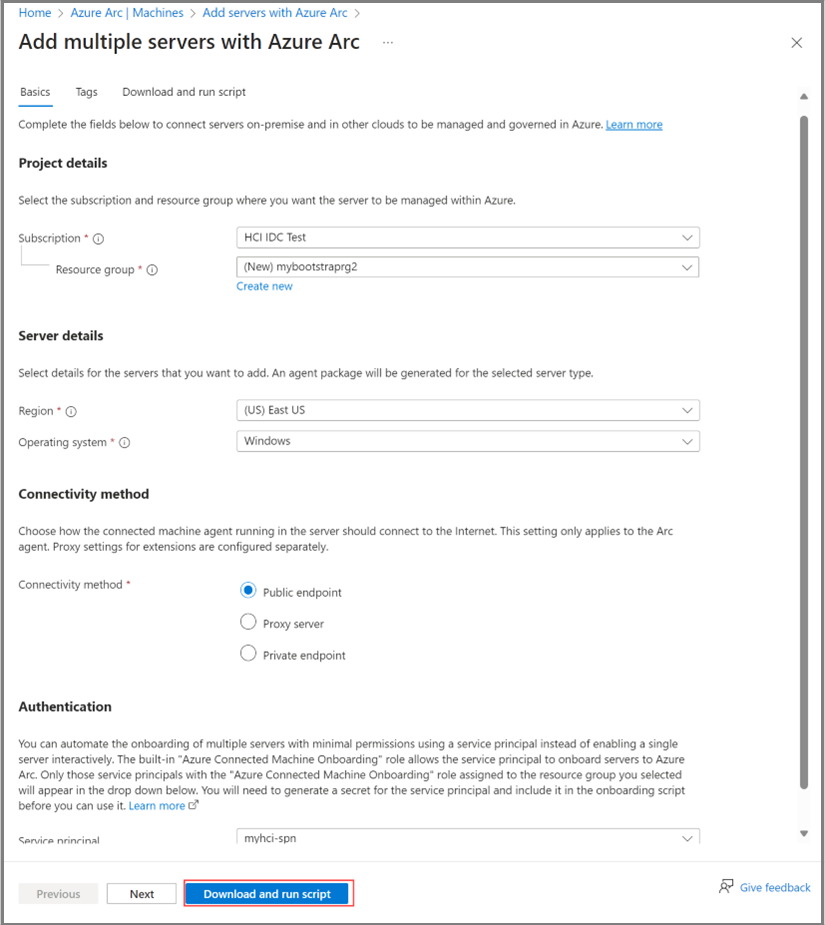 Home > Azure Arc | Machines > Add servers with Azure Arc >
Add multiple servers with Azure Arc ...
Basics Tags Download and run script
Complete the fields below to connect servers on-premise and in other clouds to be managed and governed in Azure. Learn more
Project details
Select the subscription and resource group where you want the server to be managed within Azure.
Subscription * HCI IDC Test
Resource group * (New) mybootstraprg2
Create new
Server details
Select details for the servers that you want to add. An agent package will be generated for the selected server type.
Region * (US) East US
Operating system * Windows
Connectivity method
Choose how the connected machine agent running in the server should connect to the Internet. This setting only applies to the Arc
agent. Proxy settings for extensions are configured separately.
Connectivity method *
Public endpoint
Proxy server
Private endpoint
Authentication
You can automate the onboarding of multiple servers with minimal permissions using a service principal instead of enabling a single
server interactively. The built-in "Azure Connected Machine Onboarding" role allows the service principal to onboard servers to Azure
Arc. Only those service principals with the "Azure Connected Machine Onboarding" role assigned to the resource group you selected
will appear in the drop down below. You will need to generate a secret for the service principal and include it in the onboarding script
before you can use it. Learn more
Service principal myhci-spn
Previous Next Download and run script Give feedback